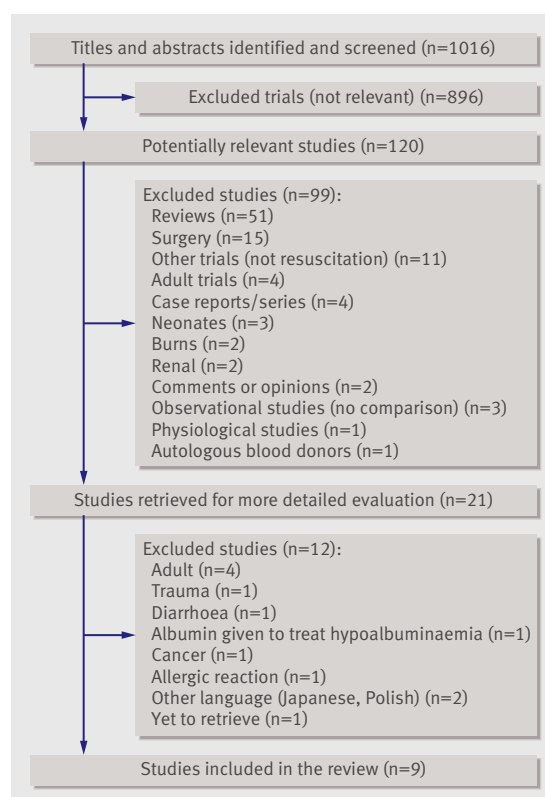 Titles and abstracts identified and screened (n=1016)
Excluded trials (not relevant) (n=896)
Potentially relevant studies (n=120)
Excluded studies (n=99):
Reviews (n=51)
Surgery (n=15)
Other trials (not resuscitation) (n=11)
Adult trials (n=4)
Case reports/series (n=4)
Neonates (n=3)
Burns (n=2)
Renal (n=2)
Comments or opinions (n=2)
Observational studies (no comparison) (n=3)
Physiological studies (n=1)
Autologous blood donors (n=1)
Studies retrieved for more detailed evaluation (n=21)
Excluded studies (n=12):
Adult (n=4)
Trauma (n=1)
Diarrhoea (n=1)
Albumin given to treat hypoalbuminaemia (n=1)
Cancer (n=1)
Allergic reaction (n=1)
Other language (Japanese, Polish) (n=2)
Yet to retrieve (n=1)
Studies included in the review (n=9)